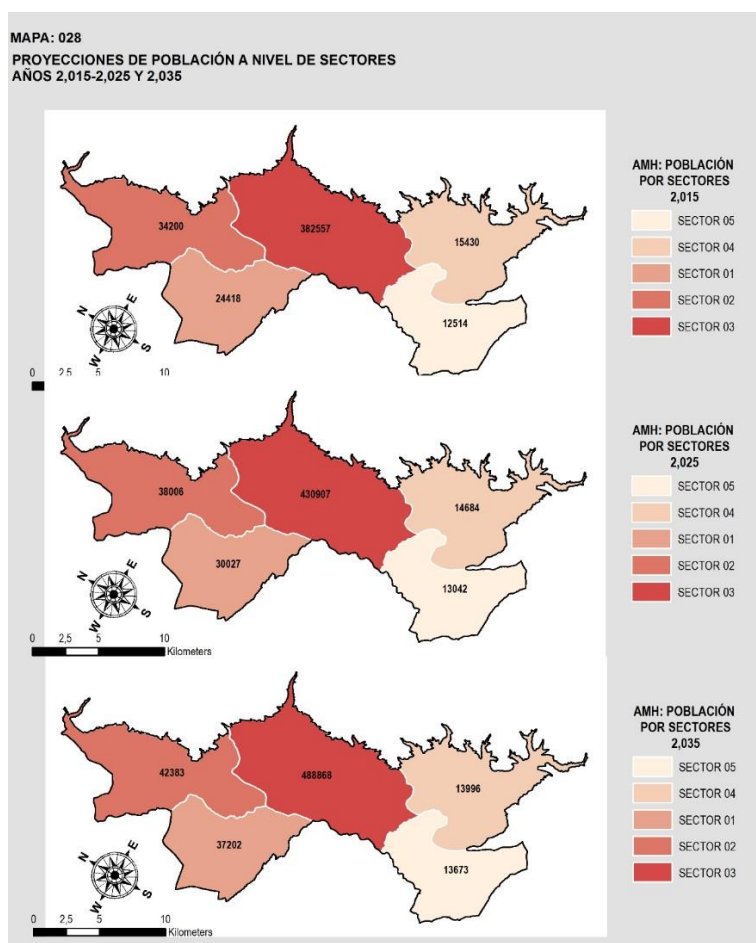 MAPA: 028
PROYECCIONES DE POBLACIÓN A NIVEL DE SECTORES
AÑOS 2,015-2,025 Y 2,035
34200
382557
15430
24418
12514
N
E
W
S
0 2,5 5 10
AMH: POBLACIÓN
POR SECTORES
2,015
SECTOR 05
SECTOR 04
SECTOR 01
SECTOR 02
SECTOR 03
38006
430907
14684
30027
13042
N
E
W
S
0 2,5 5 10
Kilometers
AMH: POBLACIÓN
POR SECTORES
2,025
SECTOR 05
SECTOR 04
SECTOR 01
SECTOR 02
SECTOR 03
42383
488868
13996
37202
13673
N
E
W
S
0 2,5 5 10
Kilometers
AMH: POBLACIÓN
POR SECTORES
2,035
SECTOR 05
SECTOR 04
SECTOR 01
SECTOR 02
SECTOR 03